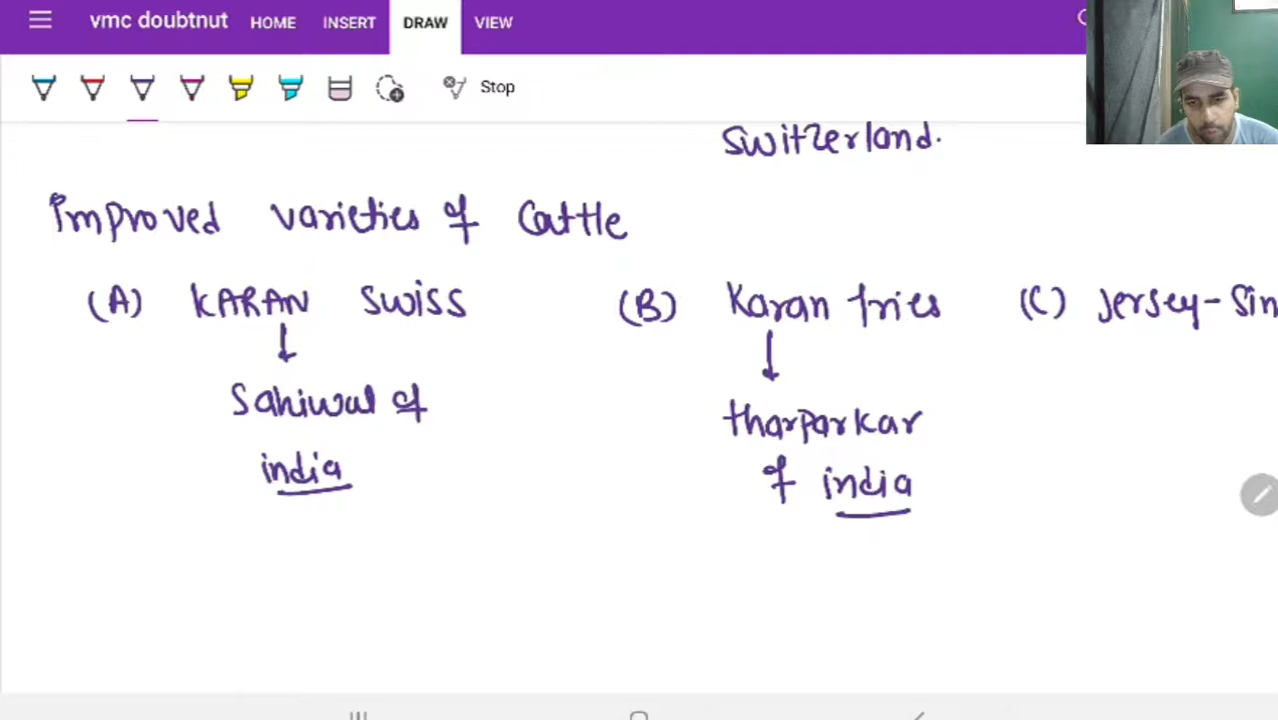 vmc doubtnut HOME INSERT DRAW VIEW
Stop
Switzerland.
Improved varieties of Cattle
(A) KARAN SWISS (B) Karan fries (C) Jersey-Sin
Sahiwal of
india
tharparkar
of india